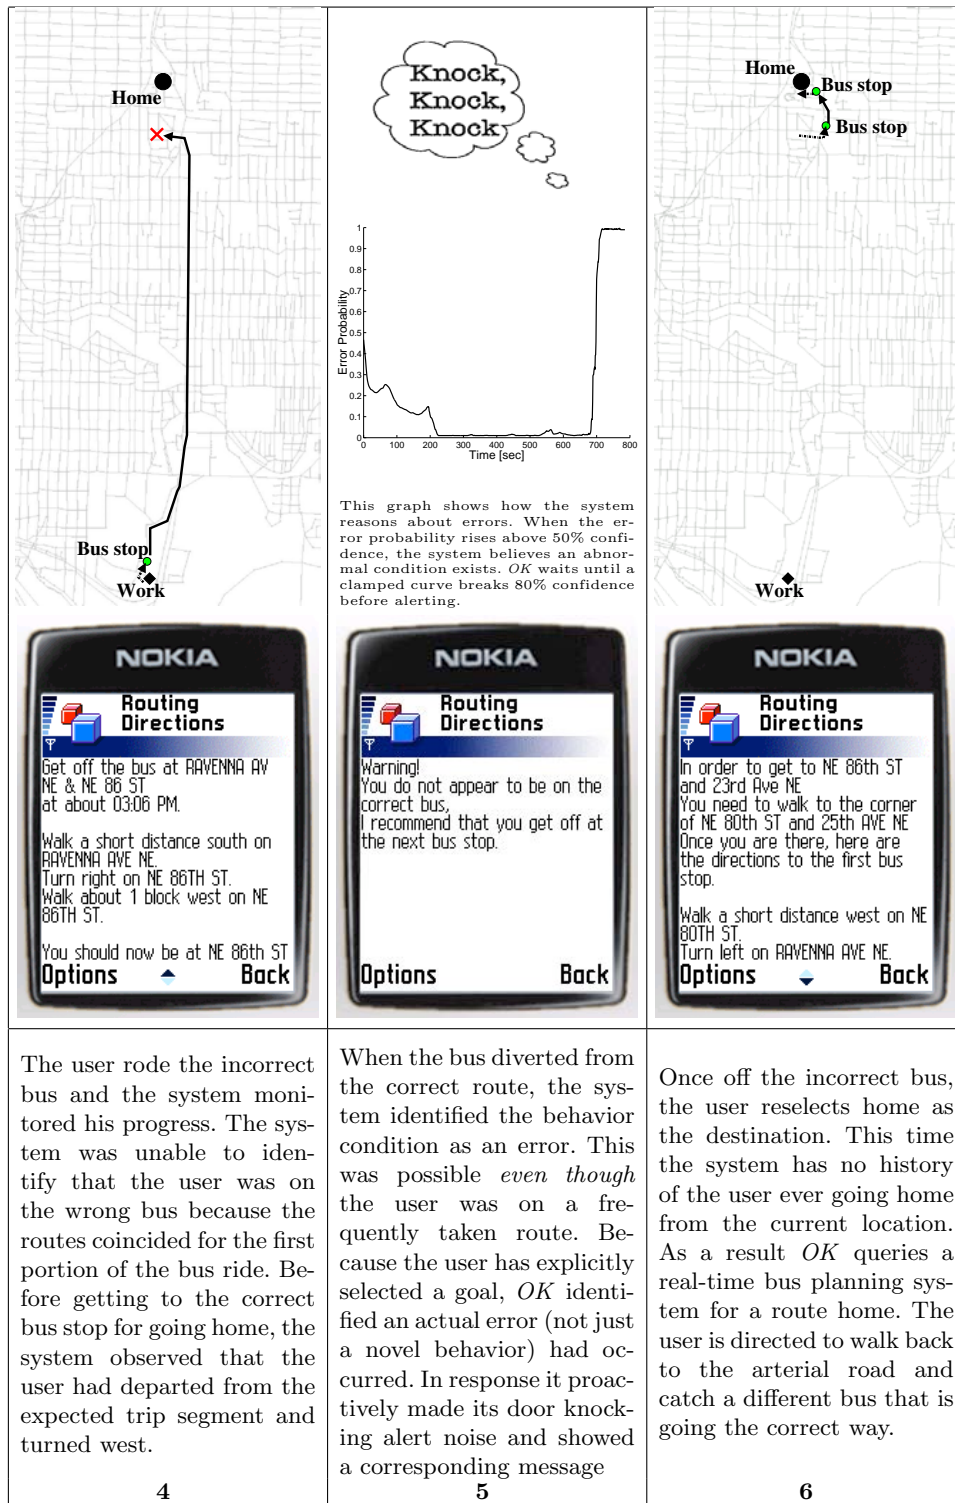 Home
Bus stop
Work
NOKIA
Routing
Directions
Get off the bus at RAVENNA AV
NE & NE 86 ST
at about 03:06 PM.
Walk a short distance south on
RAVENNA AVE NE.
Turn right on NE 86TH ST.
Walk about 1 block west on NE
86TH ST.
You should now be at NE 86th ST
Options
Back
The user rode the incorrect
bus and the system moni-
tored his progress. The sys-
tem was unable to iden-
tify that the user was on
the wrong bus because the
routes coincided for the first
portion of the bus ride. Be-
fore getting to the correct
bus stop for going home, the
system observed that the
user had departed from the
expected trip segment and
turned west.
4
Knock,
Knock,
Knock
Error Probability
1
0.9
0.8
0.7
0.6
0.5
0.4
0.3
0.2
0.1
0
0 100 200 300 400 500 600 700 800
Time [sec]
This graph shows how the system
reasons about errors. When the er-
ror probability rises above 50% confi-
dence, the system believes an abnor-
mal condition exists. OK waits until a
clamped curve breaks 80% confidence
before alerting.
NOKIA
Routing
Directions
Warning!
You do not appear to be on the
correct bus,
I recommend that you get off at
the next bus stop.
Options
Back
When the bus diverted from
the correct route, the sys-
tem identified the behavior
condition as an error. This
was possible even though
the user was on a fre-
quently taken route. Be-
cause the user has explicitly
selected a goal, OK identi-
fied an actual error (not just
a novel behavior) had oc-
curred. In response it proac-
tively made its door knock-
ing alert noise and showed
a corresponding message
5
Home
Bus stop
Bus stop
Work
NOKIA
Routing
Directions
In order to get to NE 86th ST
and 23rd Ave NE
You need to walk to the corner
of NE 80th ST and 25th AVE NE
Once you are there, here are
the directions to the first bus
stop.
Walk a short distance west on NE
80TH ST.
Turn left on RAVENNA AVE NE.
Options
Back
Once off the incorrect bus,
the user reselects home as
the destination. This time
the system has no history
of the user ever going home
from the current location.
As a result OK queries a
real-time bus planning sys-
tem for a route home. The
user is directed to walk back
to the arterial road and
catch a different bus that is
going the correct way.
6